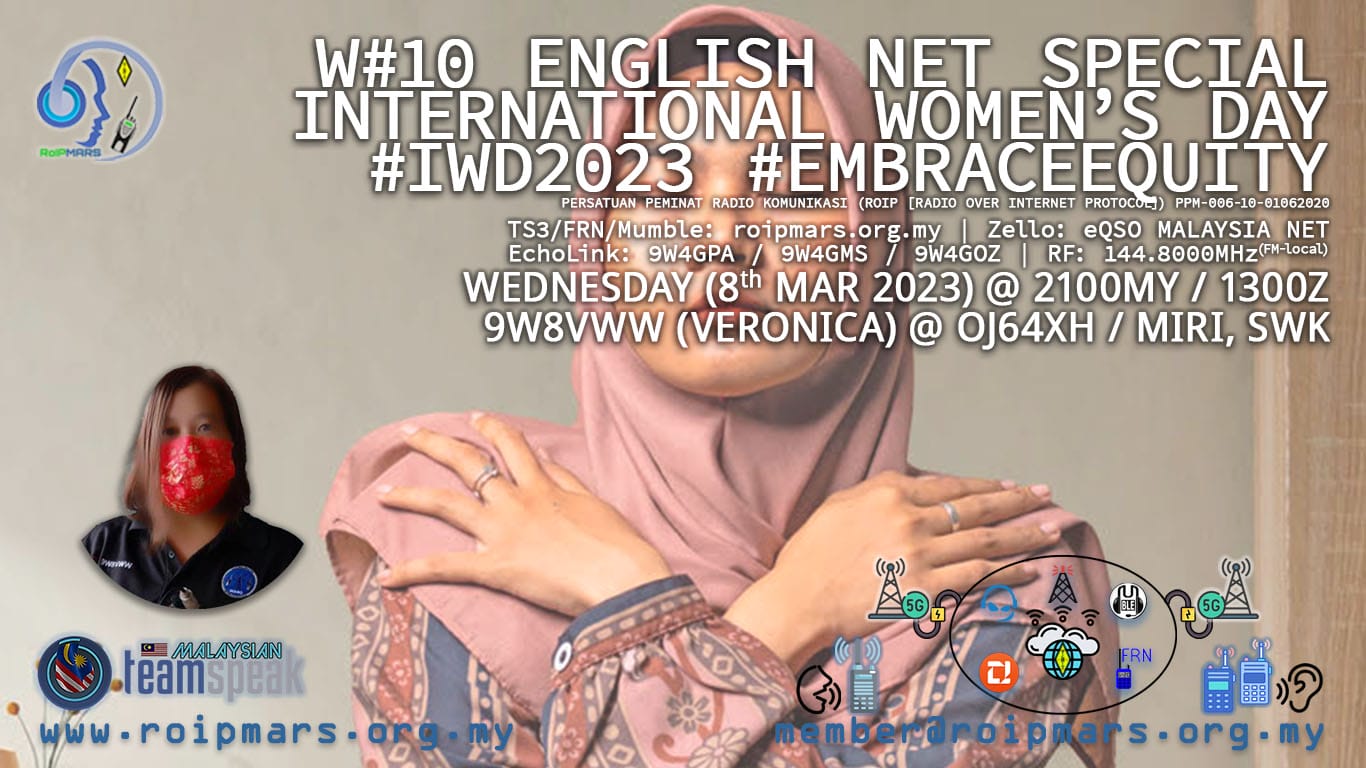 W#10 ENGLISH NET SPECIAL
INTERNATIONAL WOMEN'S DAY
#IWD2023 #EMBRACEEQUITY
PERSATUAN PEMINAT RADIO KOMUNIKASI (ROIP [RADIO OVER INTERNET PROTOCOL]) PPM-006-10-01062020
TS3/FRN/Mumble: roipmars.org.my | Zello: eQSO MALAYSIA NET
EchoLink: 9W4GPA / 9W4GMS / 9W4GOZ | RF: 144.8000MHz(FM-local)
WEDNESDAY (8th MAR 2023) @ 2100MY / 1300Z
9W8VWW (VERONICA) @ OJ64XH / MIRI, SWK
RoIPMARS
9W8VWW
5G
5G
UBLE
FRN
MALAYSIAN
teamspeak
www.roipmars.org.my
member@roipmars.org.my